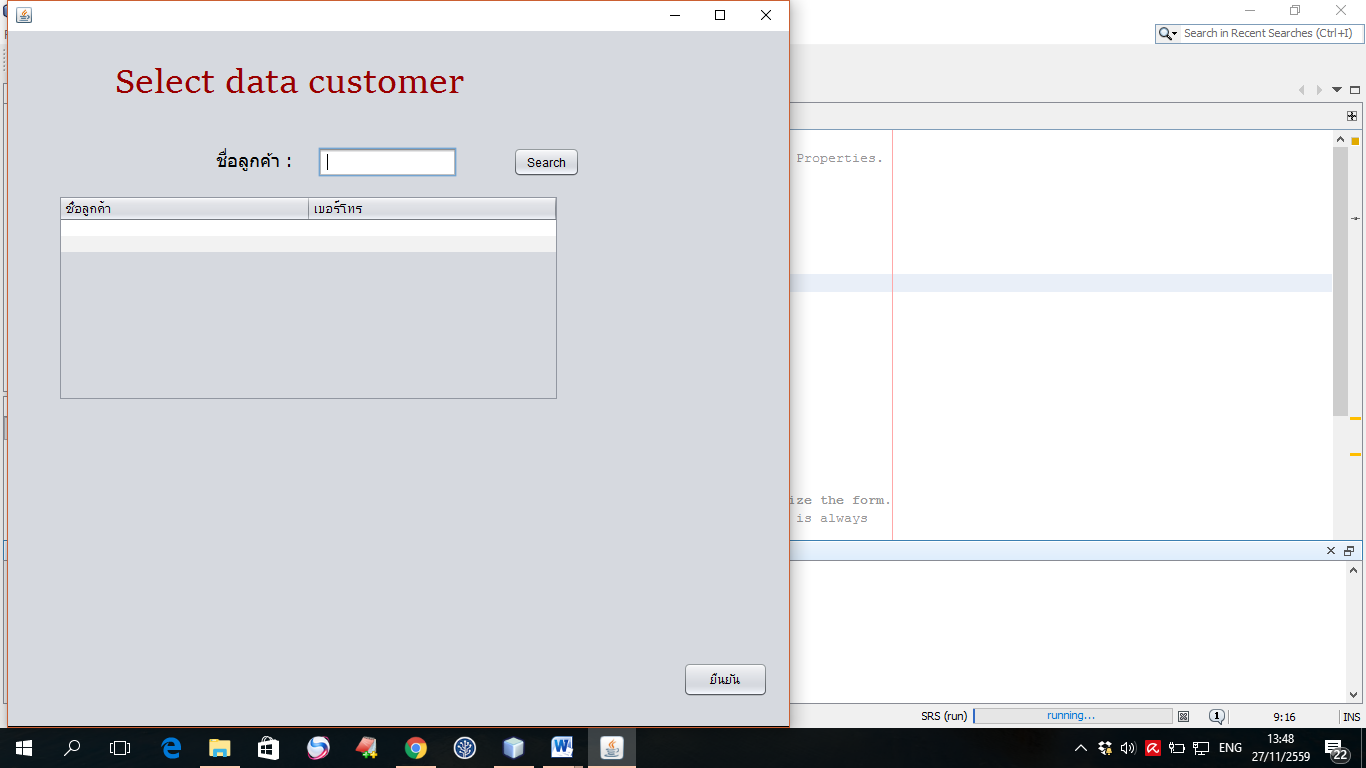 Search in Recent Searches (Ctrl+I)
Select data customer
ชื่อลูกค้า :
Search
Properties.
ชื่อลูกค้า
เบอร์โทร
ize the form.
is always
ยืนยัน
SRS (run)
running...
1
9:16
INS
ENG
13:48
27/11/2559
22